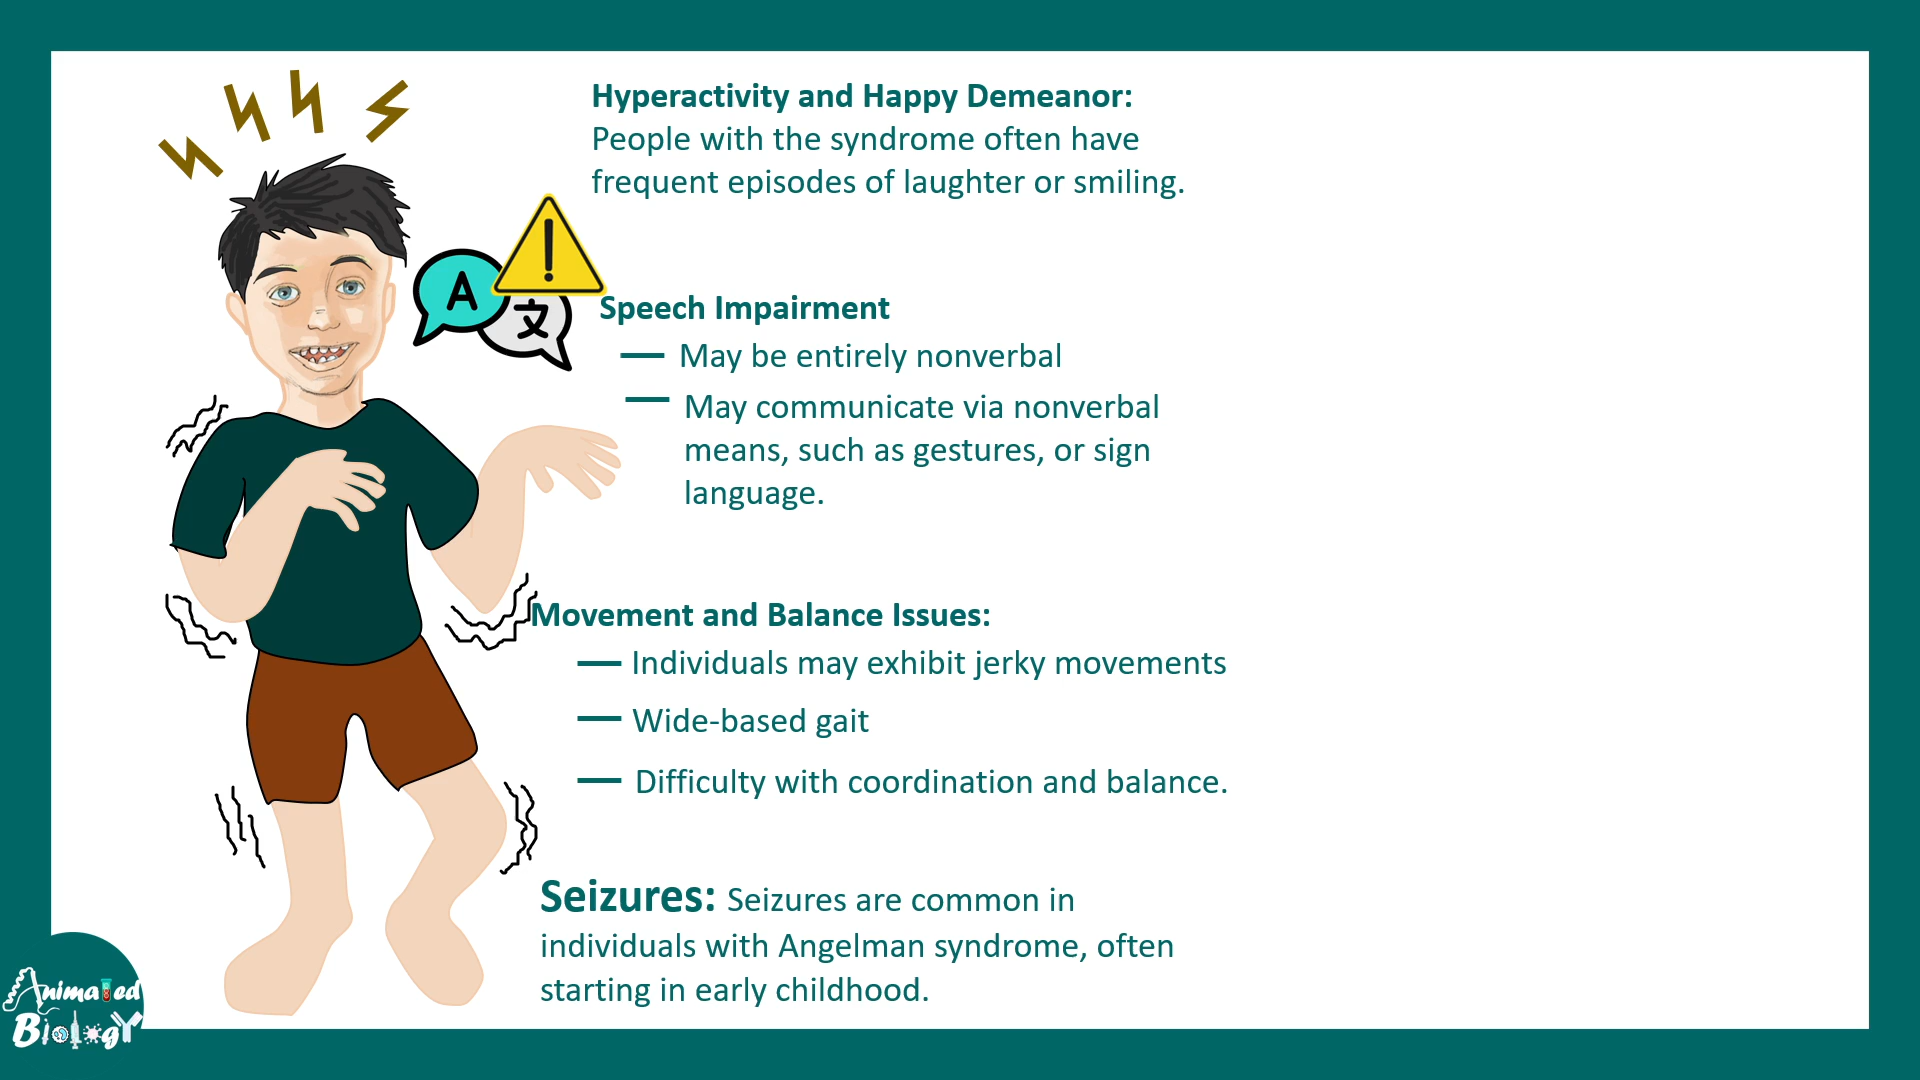 Hyperactivity and Happy Demeanor:
People with the syndrome often have
frequent episodes of laughter or smiling.
A
文
Speech Impairment
May be entirely nonverbal
May communicate via nonverbal
means, such as gestures, or sign
language.
Movement and Balance Issues:
Individuals may exhibit jerky movements
Wide-based gait
Difficulty with coordination and balance.
Seizures: Seizures are common in
individuals with Angelman syndrome, often
starting in early childhood.
Animated
Biology